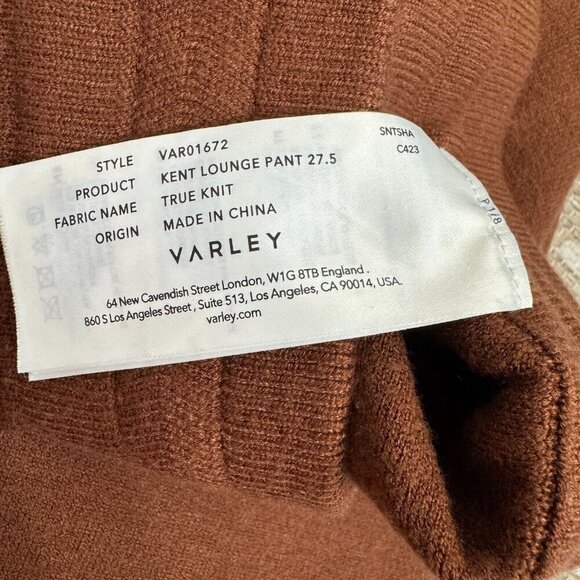 STYLE VAR01672
PRODUCT KENT LOUNGE PANT 27.5
FABRIC NAME TRUE KNIT
ORIGIN MADE IN CHINA
SNTSHA
C423
VARLEY
64 New Cavendish Street London, W1G 8TB England .
860 S Los Angeles Street , Suite 513, Los Angeles, CA 90014, USA.
varley.com
P 1/8